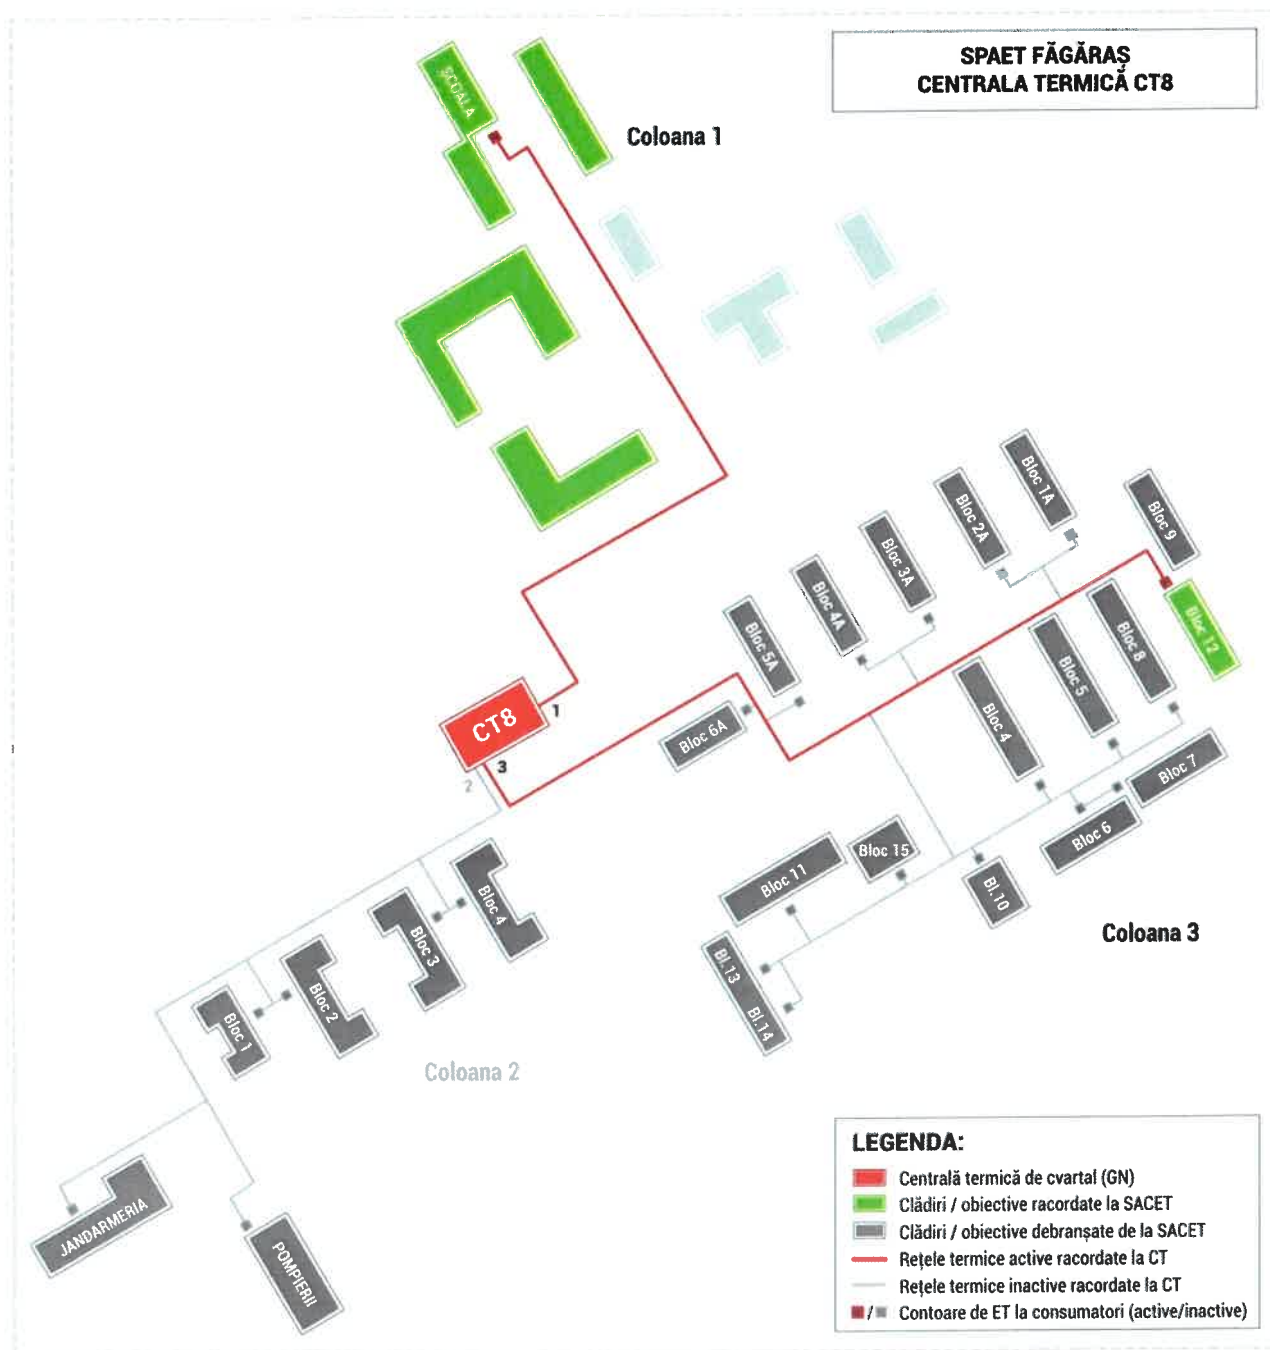 SPAET FĂGĂRAȘ
CENTRALA TERMICĂ CT8
ȘCOALA
Coloana 1
Bloc 1A
Bloc 2A
Bloc 9
Bloc 3A
Bloc 4A
Bloc 12
Bloc 8
Bloc 5A
Bloc 5
Bloc 4
Bloc 6A
CT8
1
3
2
Bloc 7
Bloc 6
Bloc 15
Bloc 11
Bl.10
Bloc 4
Bloc 3
Coloana 3
Bl.13
Bl.14
Bloc 2
Bloc 1
Coloana 2
JANDARMERIA
POMPIERII
LEGENDA:
Centrală termică de cvartal (GN)
Clădiri / obiective racordate la SACET
Clădiri / obiective debranșate de la SACET
Rețele termice active racordate la CT
Rețele termice inactive racordate la CT
/ Contoare de ET la consumatori (active/inactive)